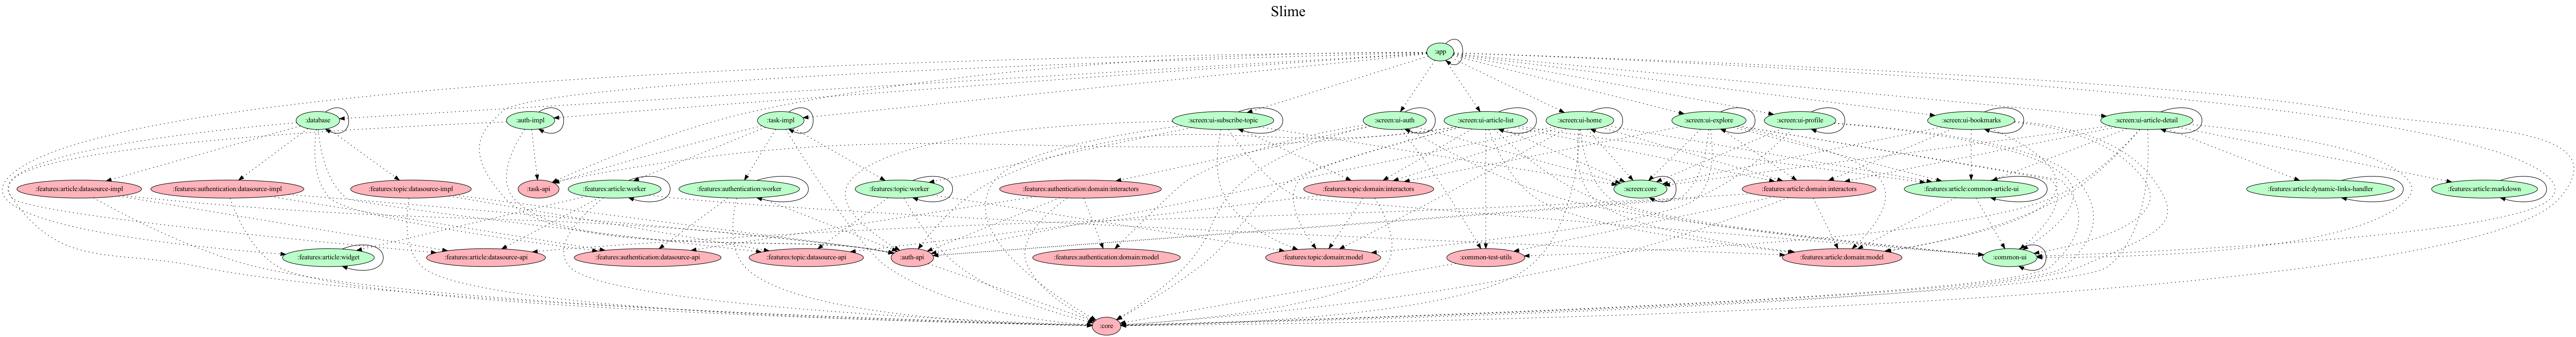 Slime
:app
:database
:auth-impl
:task-impl
:screen:ui-subscribe-topic
:screen:ui-auth
:screen:ui-article-list
:screen:ui-home
:screen:ui-explore
:screen:ui-profile
:screen:ui-bookmarks
:screen:ui-article-detail
:features:article:datasource-impl
:features:authentication:datasource-impl
:features:topic:datasource-impl
:task-api
:features:article:worker
:features:authentication:worker
:features:topic:worker
:features:authentication:domain:interactors
:features:topic:domain:interactors
:screen:core
:features:article:domain:interactors
:features:article:common-article-ui
:features:article:dynamic-links-handler
:features:article:markdown
:features:article:widget
:features:article:datasource-api
:features:authentication:datasource-api
:features:topic:datasource-api
:auth-api
:features:authentication:domain:model
:features:topic:domain:model
:common-test-utils
:features:article:domain:model
:common-ui
:core